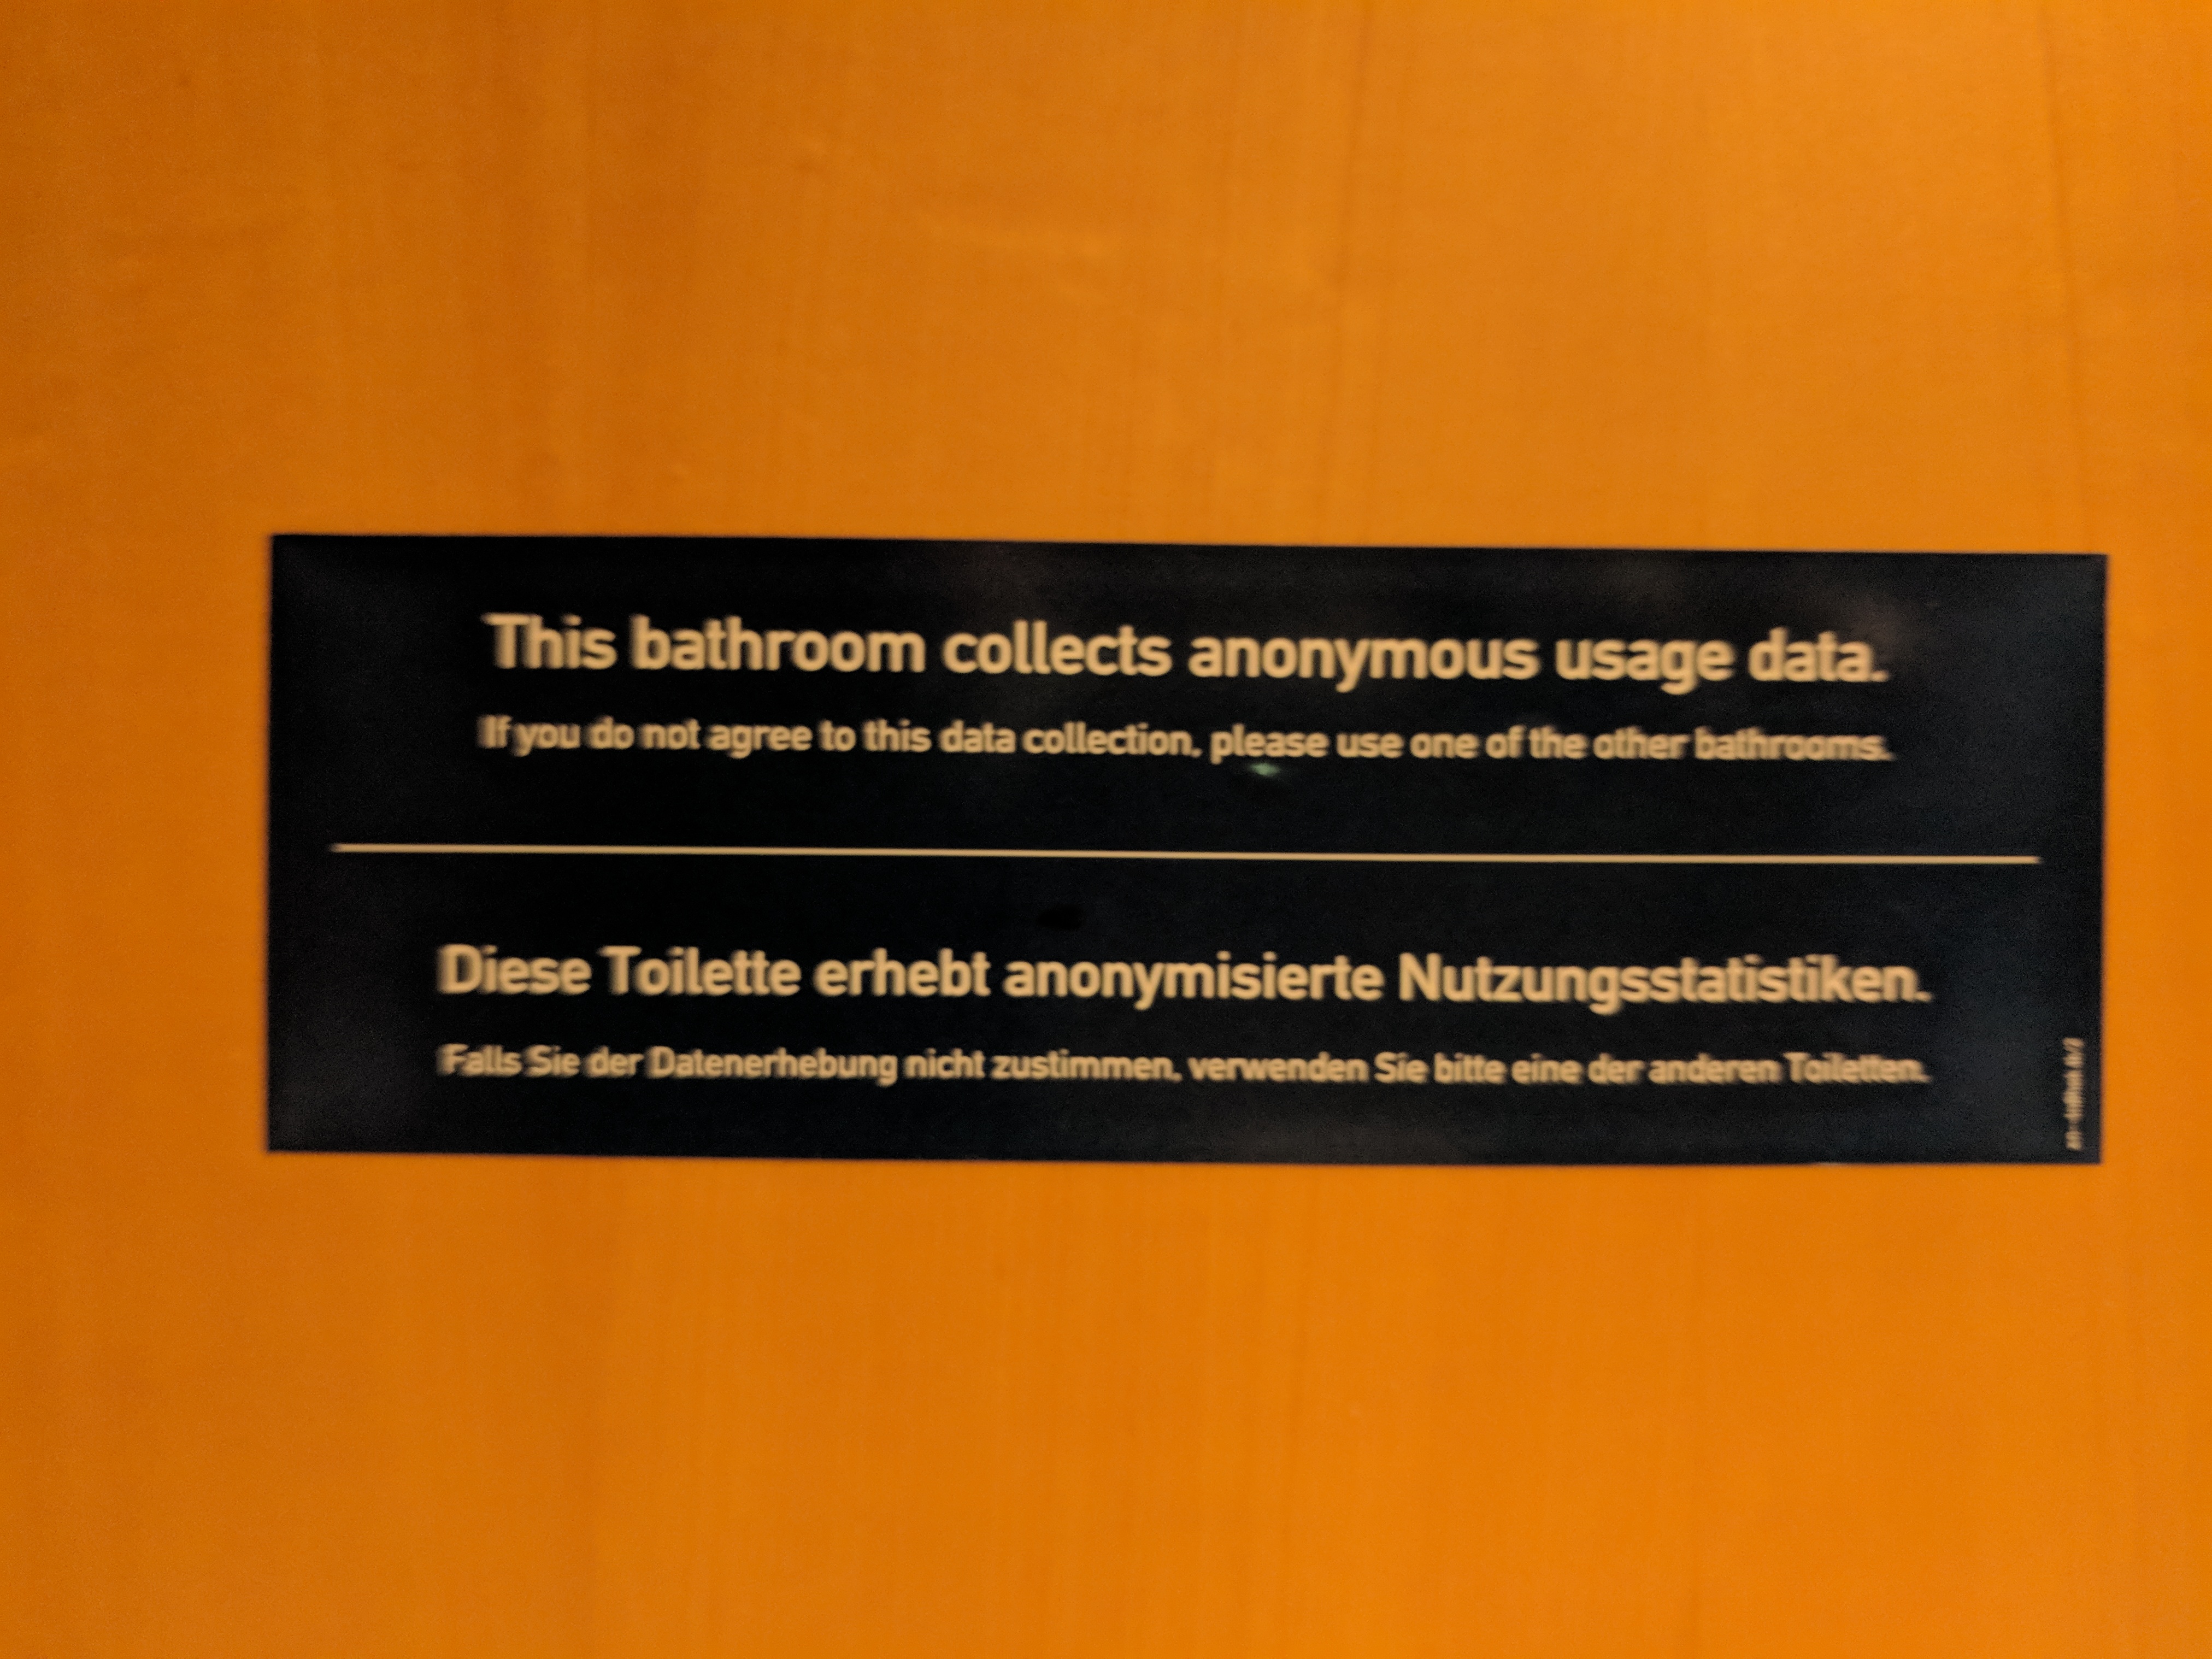 This bathroom collects anonymous usage data.
If you do not agree to this data collection, please use one of the other bathrooms.
Diese Toilette erhebt anonymisierte Nutzungsstatistiken.
Falls Sie der Datenerhebung nicht zustimmen, verwenden Sie bitte eine der anderen Toiletten.